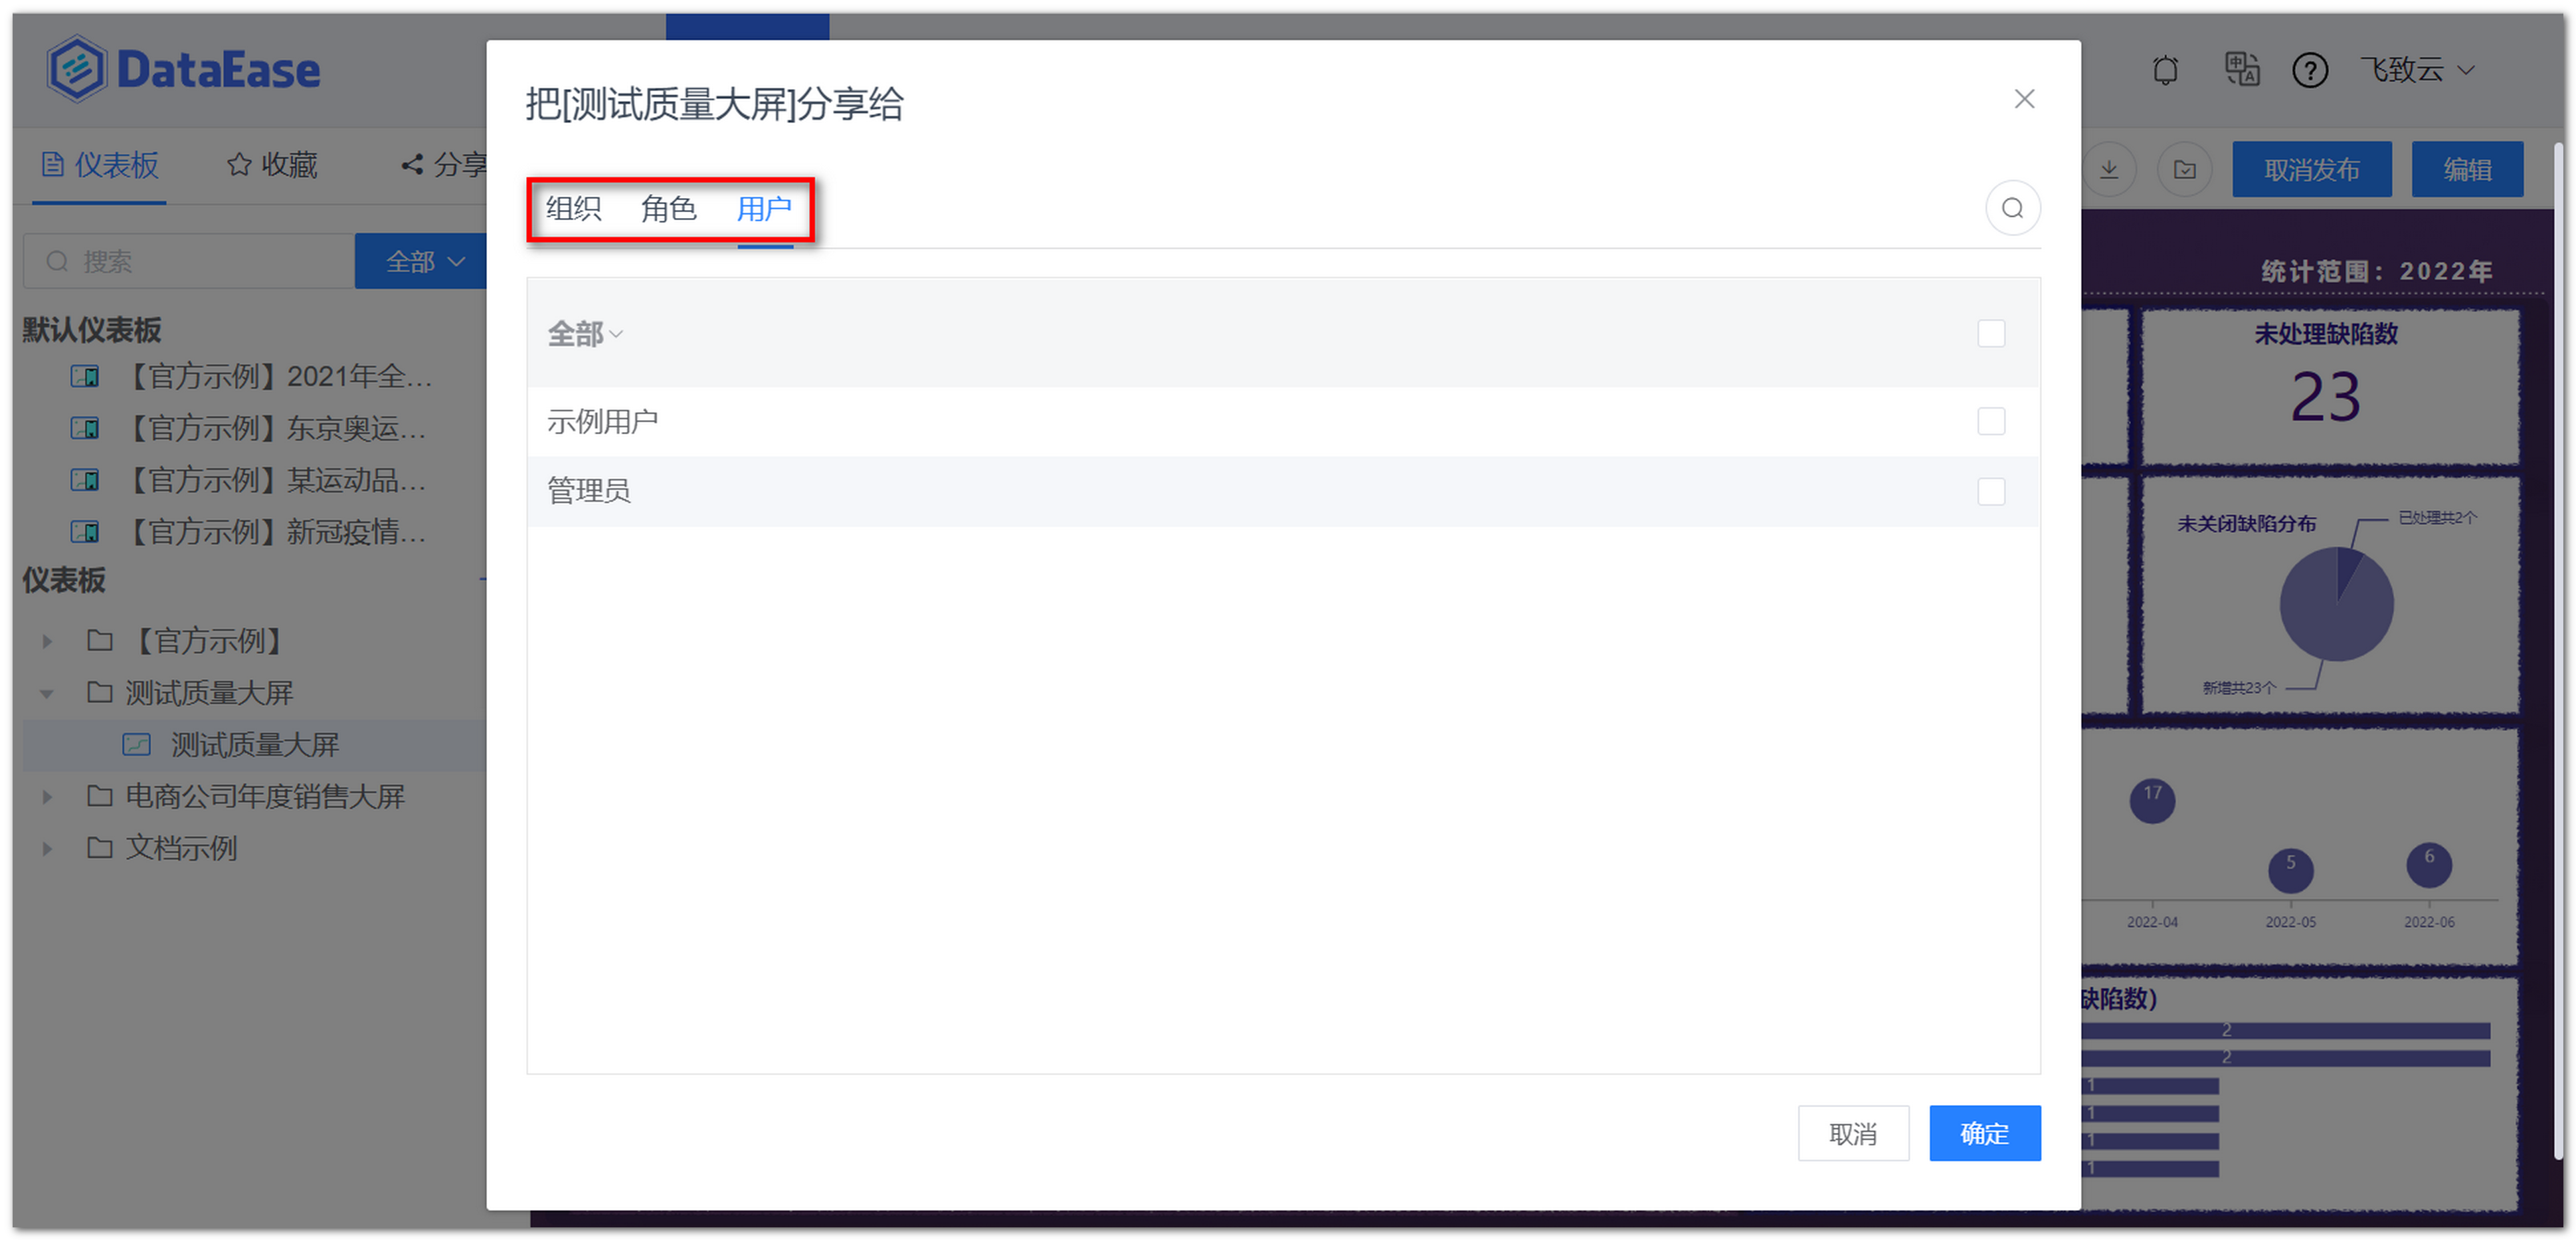 DataEase
飞致云
仪表板
收藏
分享
取消发布
编辑
搜索
全部
默认仪表板
【官方示例】2021年全...
【官方示例】东京奥运...
【官方示例】某运动品...
【官方示例】新冠疫情...
仪表板
【官方示例】
测试质量大屏
测试质量大屏
电商公司年度销售大屏
文档示例
把[测试质量大屏]分享给
组织
角色
用户
全部
示例用户
管理员
取消
确定
统计范围：2022年
未处理缺陷数
23
未关闭缺陷分布
已处理共2个
新增共23个
17
5
6
2022-04
2022-05
2022-06
缺陷数)
2
2
1
1
1
1